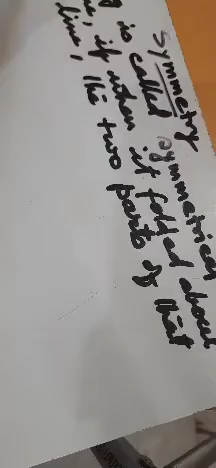 Symmetry
is called symmetrical
if when it folded about
line, the two parts of that